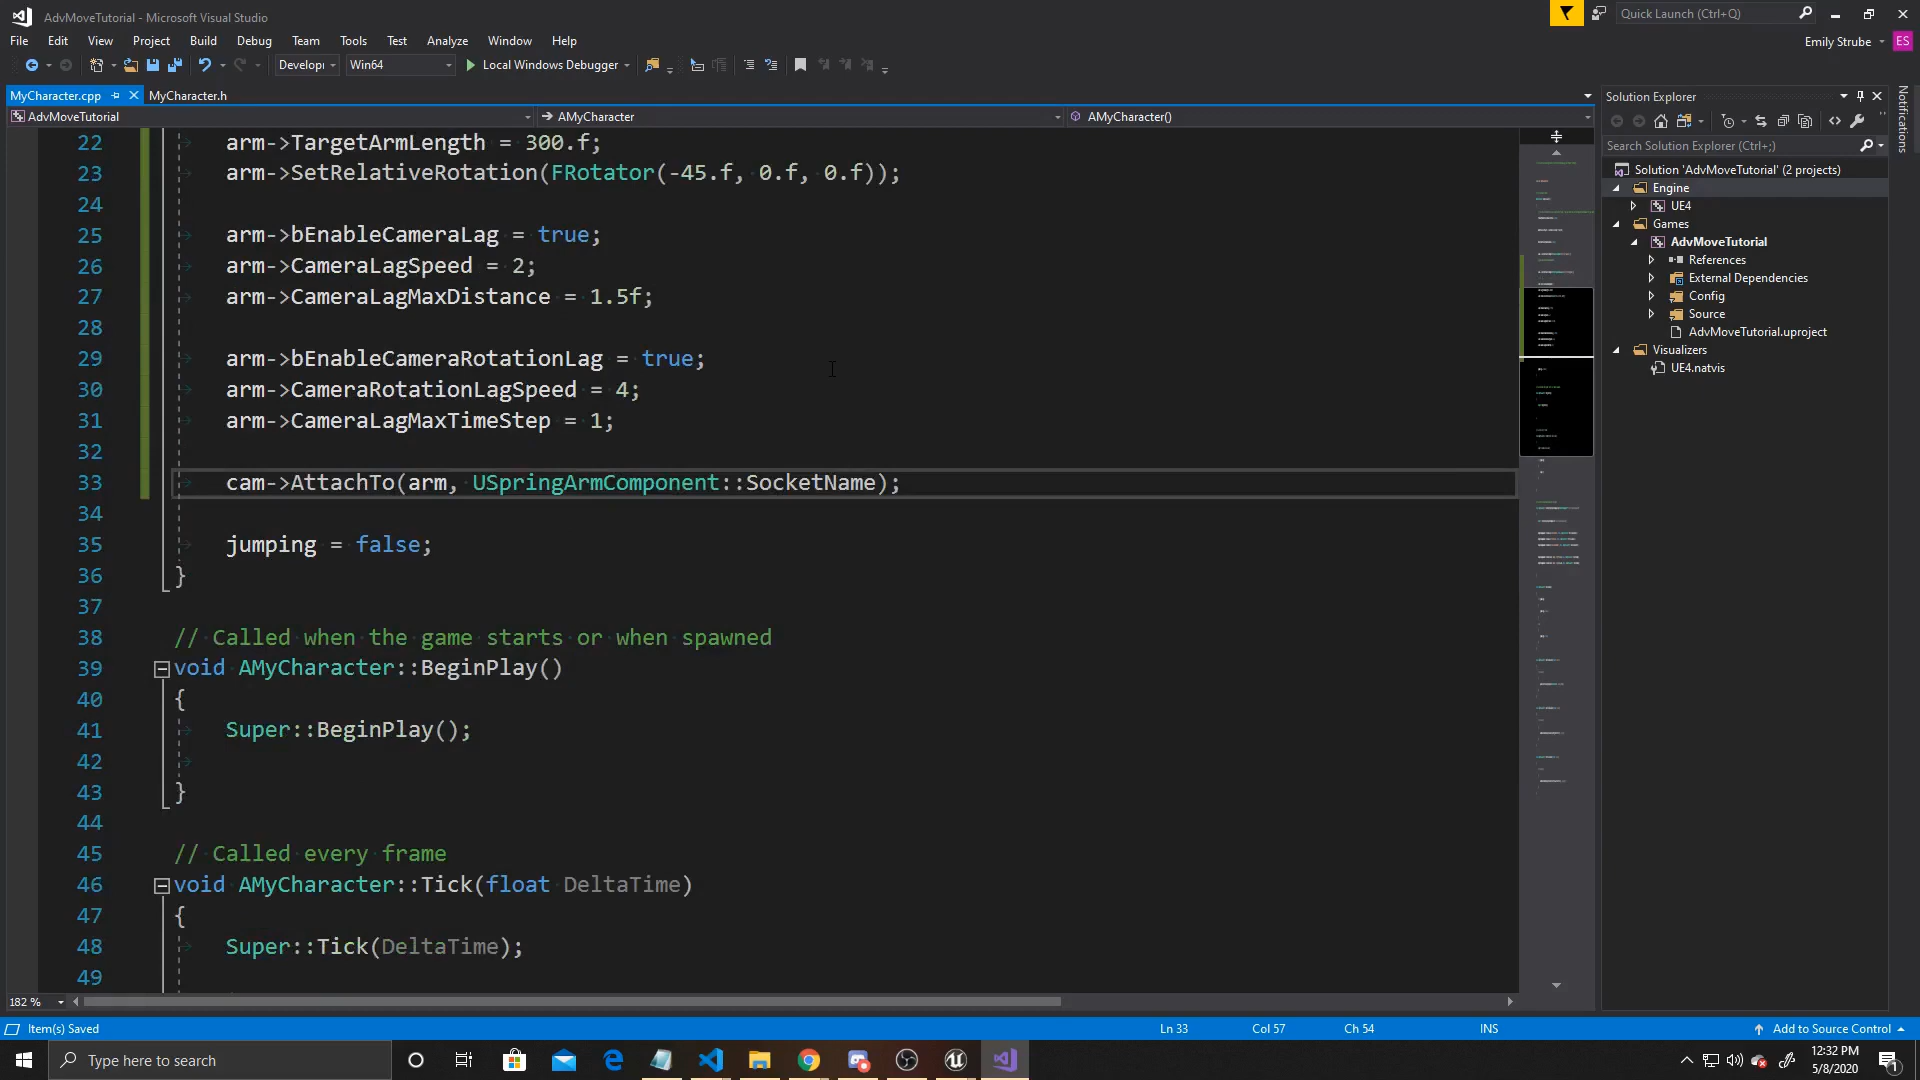 AdvMoveTutorial - Microsoft Visual Studio
Quick Launch (Ctrl+Q)
File Edit View Project Build Debug Team Tools Test Analyze Window Help
Emily Strube
ES
Developi
Win64
Local Windows Debugger
MyCharacter.cpp
MyCharacter.h
AdvMoveTutorial
AMyCharacter
AMyCharacter()
22 arm->TargetArmLength = 300.f;
23 arm->SetRelativeRotation(FRotator(-45.f, 0.f, 0.f));
24
25 arm->bEnableCameraLag = true;
26 arm->CameraLagSpeed = 2;
27 arm->CameraLagMaxDistance = 1.5f;
28
29 arm->bEnableCameraRotationLag = true;
30 arm->CameraRotationLagSpeed = 4;
31 arm->CameraLagMaxTimeStep = 1;
32
33 cam->AttachTo(arm, USpringArmComponent::SocketName);
34
35 jumping = false;
36 }
37
38 // Called when the game starts or when spawned
39 void AMyCharacter::BeginPlay()
40 {
41 Super::BeginPlay();
42
43 }
44
45 // Called every frame
46 void AMyCharacter::Tick(float DeltaTime)
47 {
48 Super::Tick(DeltaTime);
49
182 %
Solution Explorer
Search Solution Explorer (Ctrl+;)
Solution 'AdvMoveTutorial' (2 projects)
Engine
UE4
Games
AdvMoveTutorial
References
External Dependencies
Config
Source
AdvMoveTutorial.uproject
Visualizers
UE4.natvis
Notifications
Item(s) Saved
Ln 33
Col 57
Ch 54
INS
Add to Source Control
Type here to search
12:32 PM
5/8/2020
1